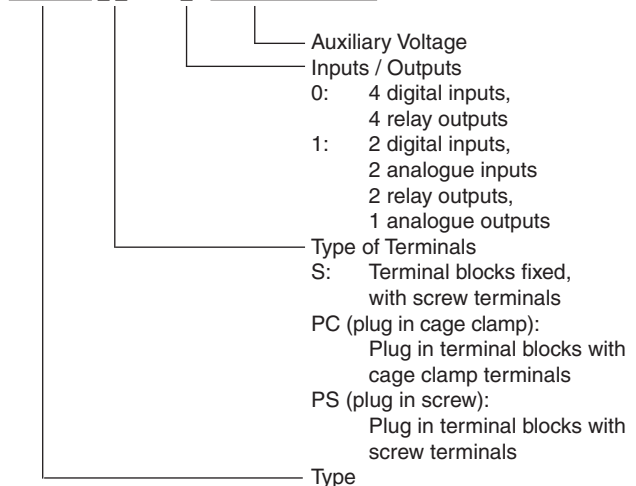 Auxiliary Voltage
Inputs / Outputs
0: 4 digital inputs,
4 relay outputs
1: 2 digital inputs,
2 analogue inputs
2 relay outputs,
1 analogue outputs
Type of Terminals
S: Terminal blocks fixed,
with screw terminals
PC (plug in cage clamp):
Plug in terminal blocks with
cage clamp terminals
PS (plug in screw):
Plug in terminal blocks with
screw terminals
Type